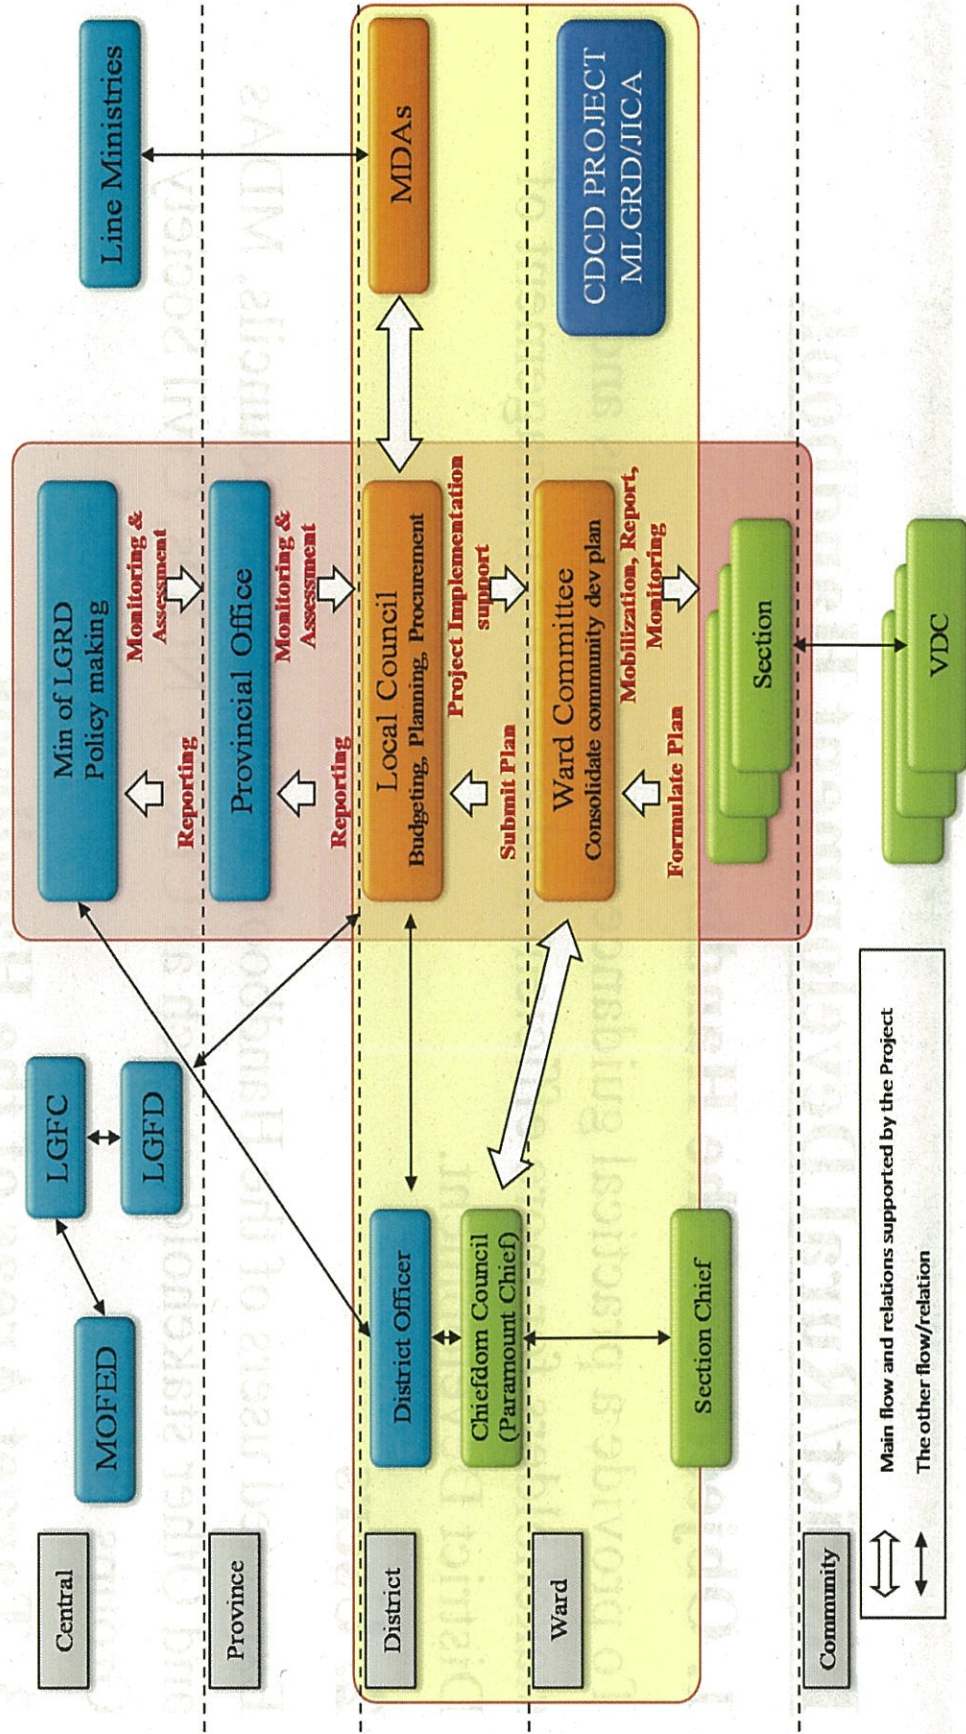 Central
MOFED
LGFC
LGFD
Min of LGRD
Policy making
Line Ministries
Reporting
Monitoring &
Assessment
Province
Provincial Office
Reporting
Monitoring &
Assessment
District
District Officer
Chiefdom Council
(Paramount Chief)
Local Council
Budgeting, Planning, Procurement
MDAs
Submit Plan
Project Implementation
support
Ward
Ward Committee
Consolidate community dev plan
CDCD PROJECT
MLGRD/JICA
Formulate Plan
Mobilization, Report,
Monitoring
Section Chief
Section
Community
VDC
Main flow and relations supported by the Project
The other flow/relation